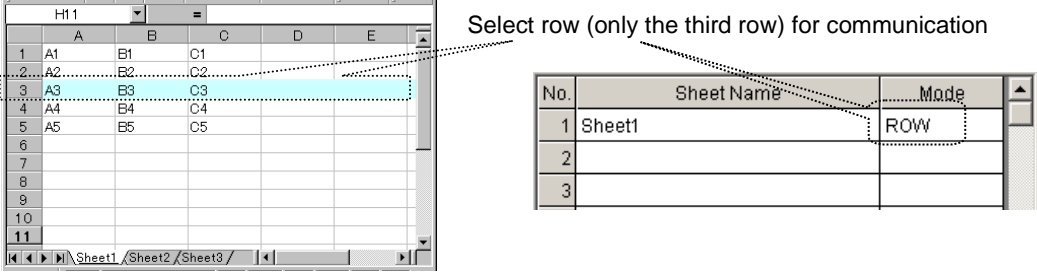 Select row (only the third row) for communication
H11 =
A B C D E
1 A1 B1 C1
2 A2 B2 C2
3 A3 B3 C3
4 A4 B4 C4
5 A5 B5 C5
6
7
8
9
10
11
Sheet1 / Sheet2 / Sheet3 /
No. Sheet Name Mode
1 Sheet1 ROW
2
3